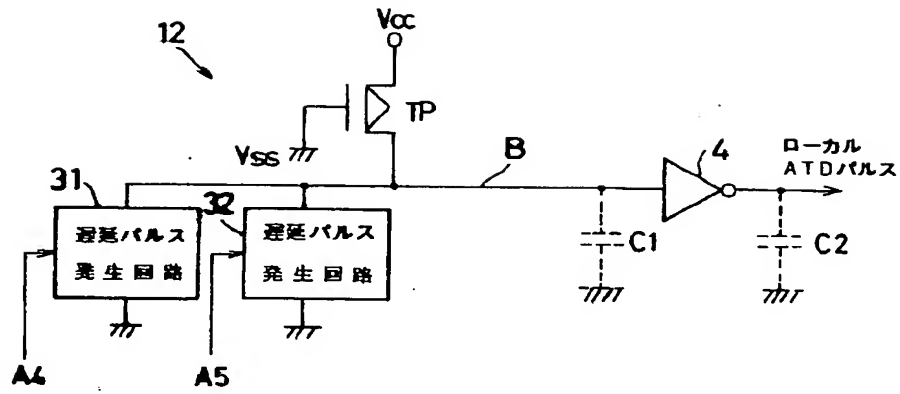 12
Vcc
TP
Vss
B
4
ローカル
ATDパルス
31
遅延パルス
発生回路
32
遅延パルス
発生回路
C1
C2
A4
A5